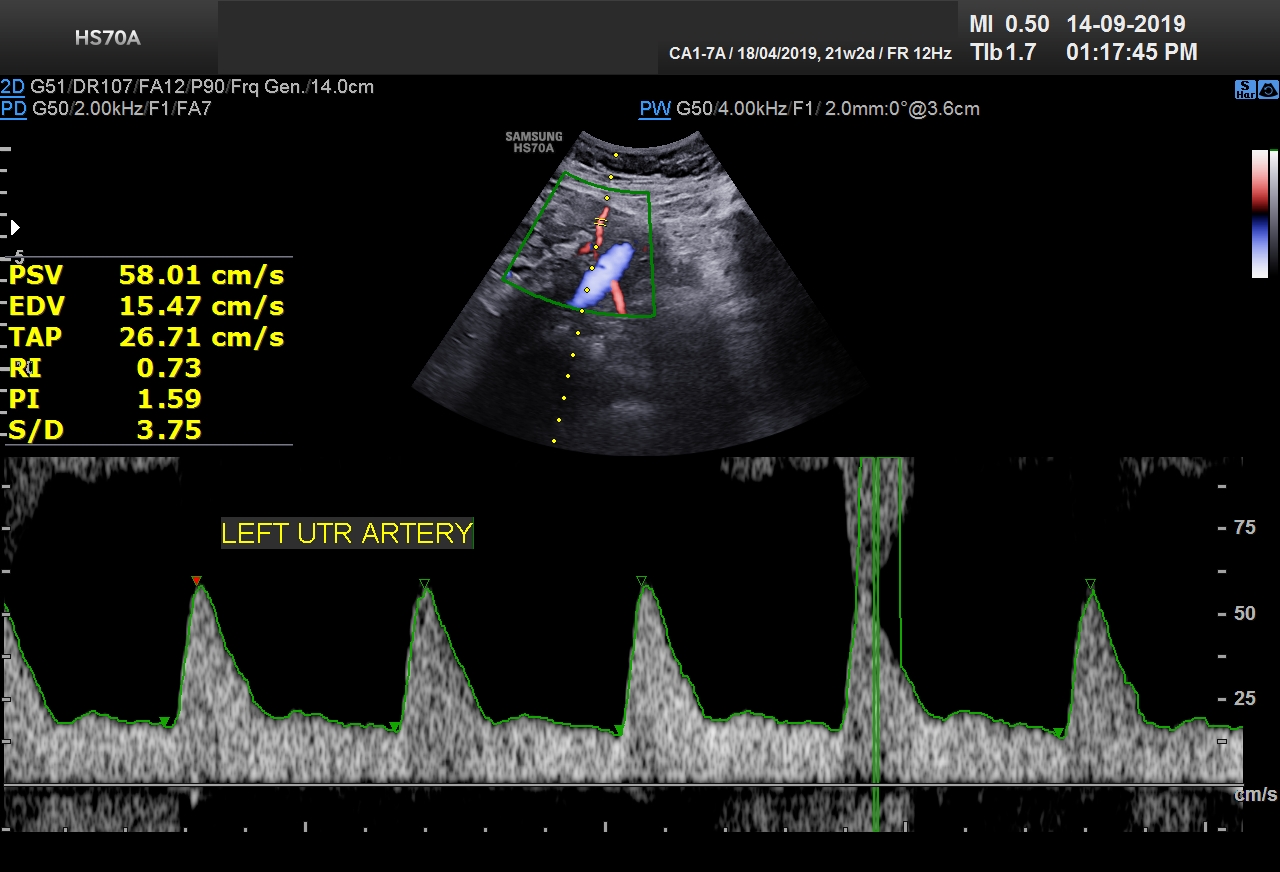 HS70A
MI 0.50 14-09-2019
CA1-7A / 18/04/2019, 21w2d / FR 12Hz
TIb 1.7 01:17:45 PM
2D G51/DR107/FA12/P90/Frq Gen./14.0cm
PD G50/2.00kHz/F1/FA7
PW G50/4.00kHz/F1/ 2.0mm:0°@3.6cm
S
Har
SAMSUNG
HS70A
5
PSV 58.01 cm/s
EDV 15.47 cm/s
TAP 26.71 cm/s
RI 0.73
PI 1.59
S/D 3.75
LEFT UTR ARTERY
75
50
25
cm/s